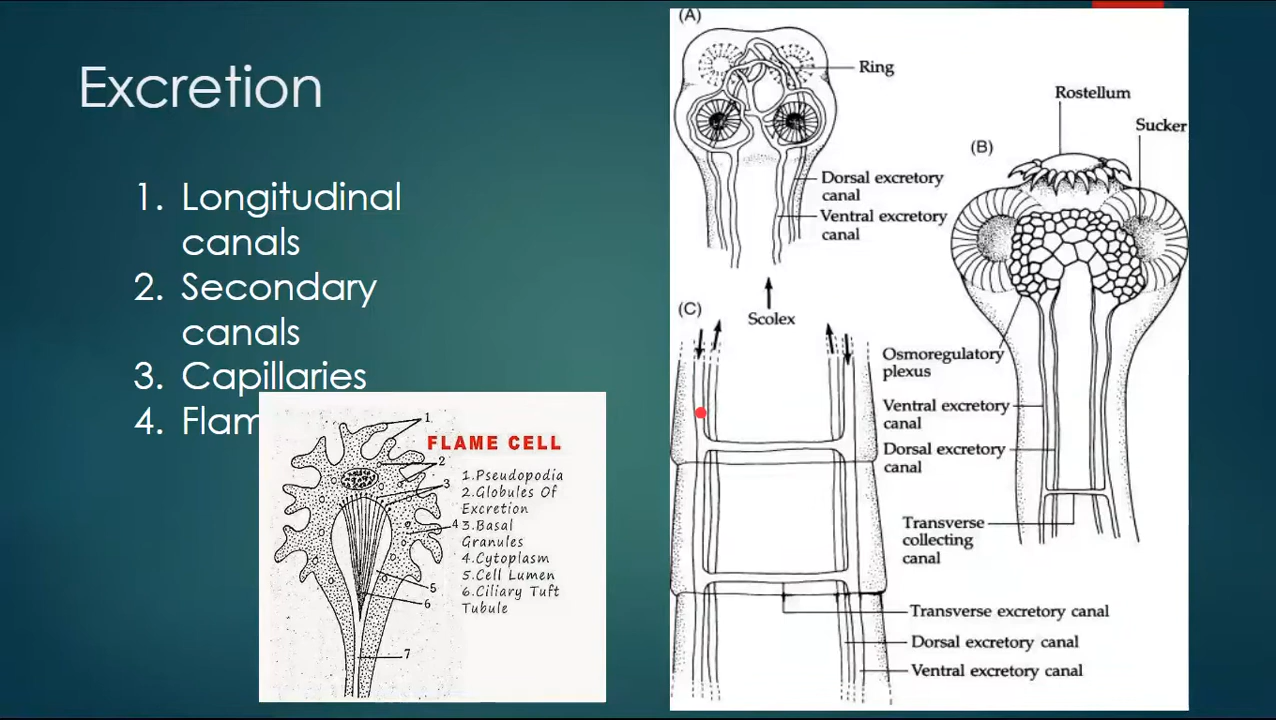 Excretion
1. Longitudinal
canals
2. Secondary
canals
3. Capillaries
4. Flam
1
2
3
4
5
6
7
FLAME CELL
1.Pseudopodia
2.Globules Of
Excretion
3.Basal
Granules
4.Cytoplasm
5.Cell Lumen
6.Ciliary Tuft
Tubule
(A)
Ring
Dorsal excretory
canal
Ventral excretory
canal
Scolex
(B)
Rostellum
Sucker
Osmoregulatory
plexus
Ventral excretory
canal
Dorsal excretory
canal
Transverse
collecting
canal
(C)
Transverse excretory canal
Dorsal excretory canal
Ventral excretory canal